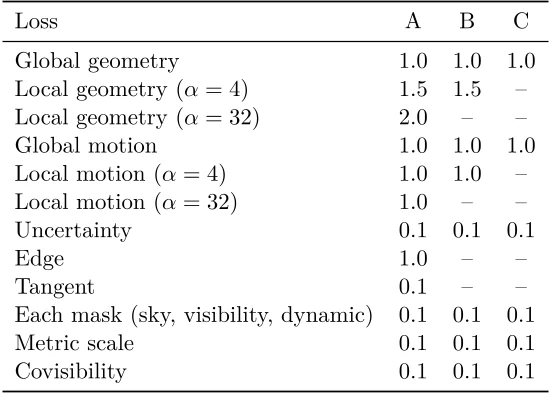 Loss A B C
Global geometry 1.0 1.0 1.0
Local geometry (α = 4) 1.5 1.5 –
Local geometry (α = 32) 2.0 – –
Global motion 1.0 1.0 1.0
Local motion (α = 4) 1.0 1.0 –
Local motion (α = 32) 1.0 – –
Uncertainty 0.1 0.1 0.1
Edge 1.0 – –
Tangent 0.1 – –
Each mask (sky, visibility, dynamic) 0.1 0.1 0.1
Metric scale 0.1 0.1 0.1
Covisibility 0.1 0.1 0.1